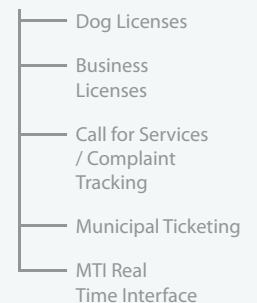 Dog Licenses
Business
Licenses
Call for Services
/ Complaint
Tracking
Municipal Ticketing
MTI Real
Time Interface